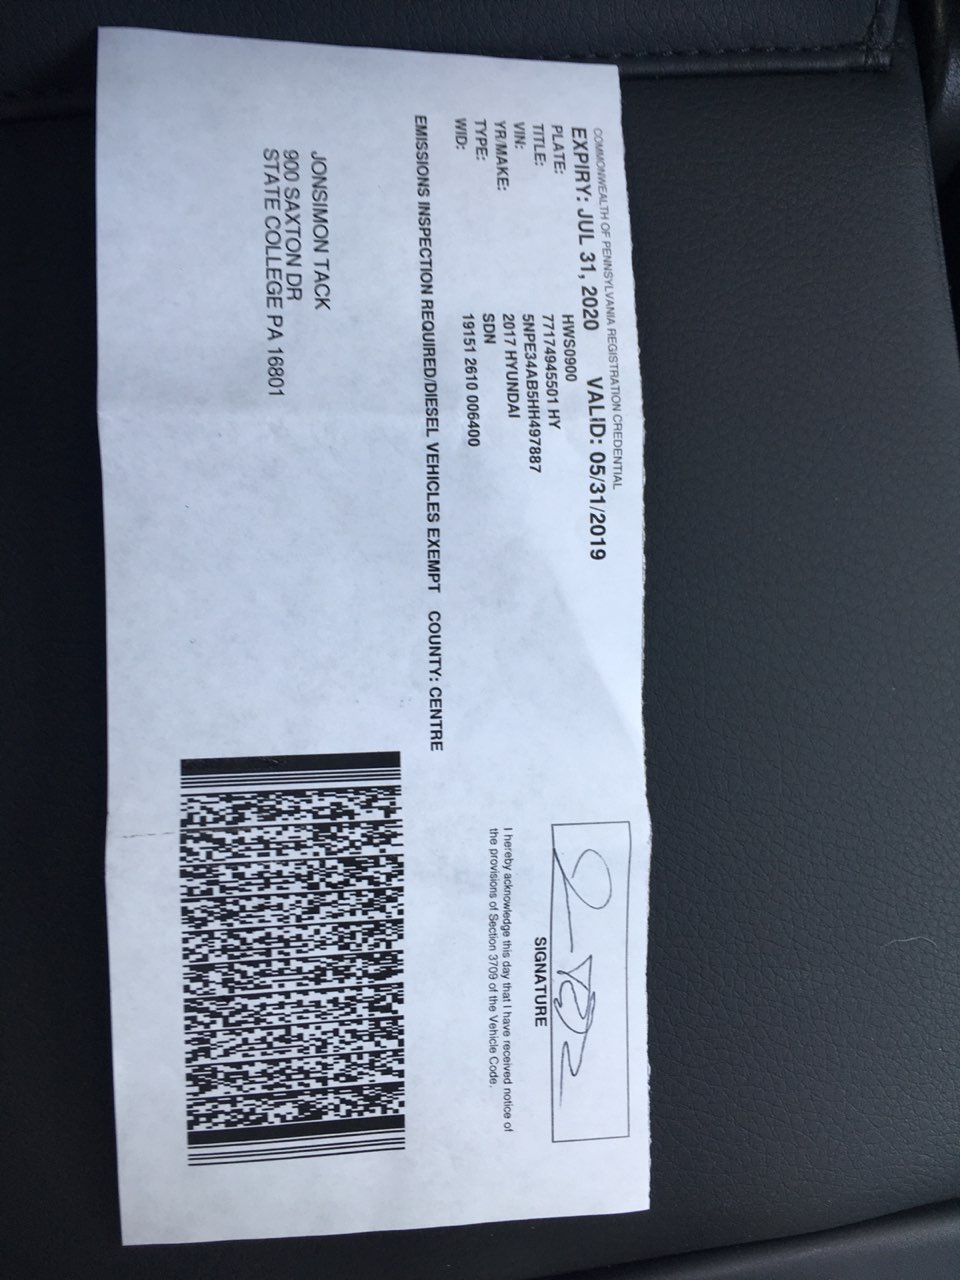 COMMONWEALTH OF PENNSYLVANIA REGISTRATION CREDENTIAL
EXPIRY: JUL 31, 2020 VALID: 05/31/2019
PLATE: HWS0900
TITLE: 77174945501 HY
VIN: 5NPE34AB5HH497887
YR/MAKE: 2017 HYUNDAI
TYPE: SDN
WID: 19151 2610 006400
EMISSIONS INSPECTION REQUIRED/DIESEL VEHICLES EXEMPT COUNTY: CENTRE
JONSIMON TACK
900 SAXTON DR
STATE COLLEGE PA 16801
SIGNATURE
I hereby acknowledge this day that I have received notice of
the provisions of Section 3709 of the Vehicle Code.